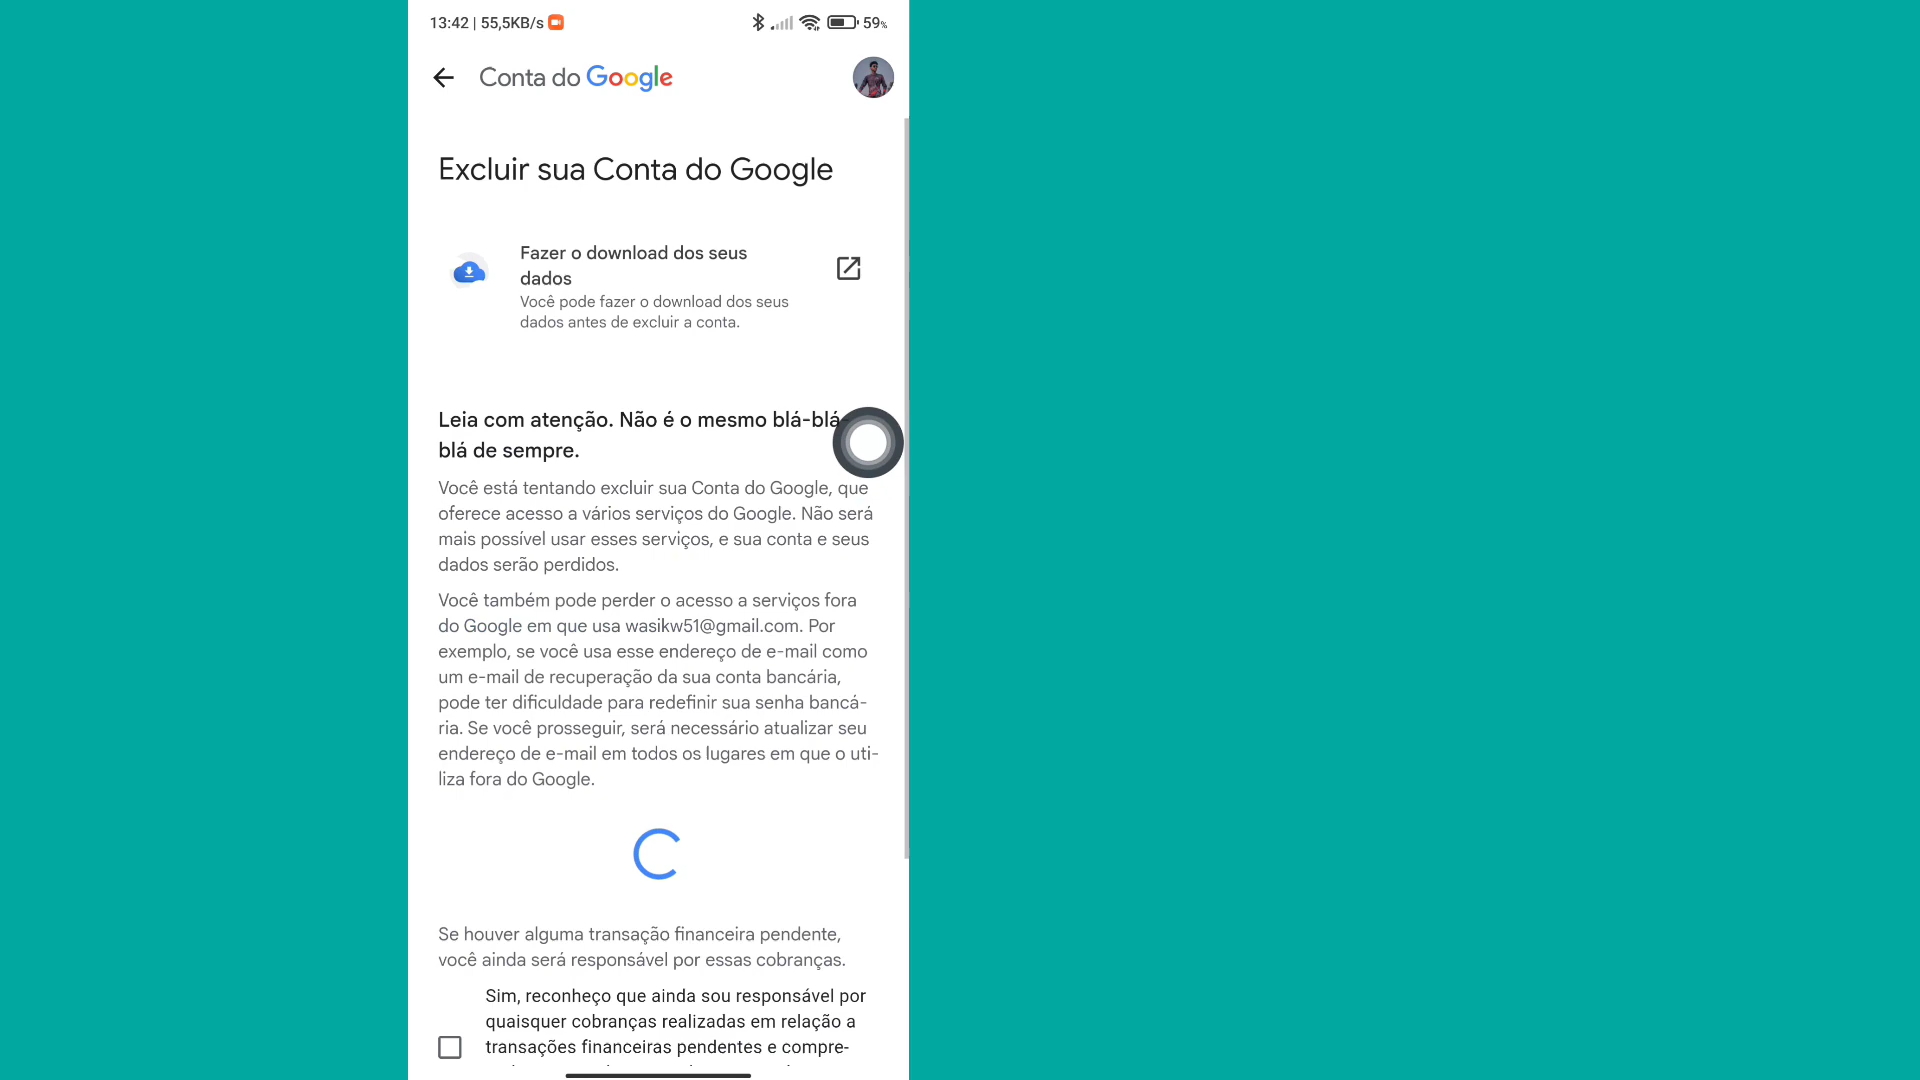 13:42 | 55,5KB/s 59%
Conta do Google
Excluir sua Conta do Google
Fazer o download dos seus
dados
Você pode fazer o download dos seus
dados antes de excluir a conta.
Leia com atenção. Não é o mesmo blá-blá-
blá de sempre.
Você está tentando excluir sua Conta do Google, que
oferece acesso a vários serviços do Google. Não será
mais possível usar esses serviços, e sua conta e seus
dados serão perdidos.
Você também pode perder o acesso a serviços fora
do Google em que usa wasikw51@gmail.com. Por
exemplo, se você usa esse endereço de e-mail como
um e-mail de recuperação da sua conta bancária,
pode ter dificuldade para redefinir sua senha bancá-
ria. Se você prosseguir, será necessário atualizar seu
endereço de e-mail em todos os lugares em que o uti-
liza fora do Google.
Se houver alguma transação financeira pendente,
você ainda será responsável por essas cobranças.
Sim, reconheço que ainda sou responsável por
quaisquer cobranças realizadas em relação a
transações financeiras pendentes e compre-